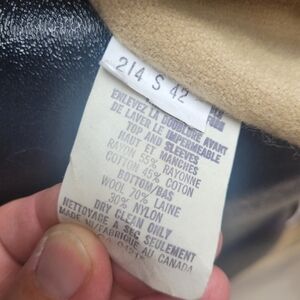 214 S 42
ENLEVEZ LA DOUBLURE AVANT
DE LAVER LE IMPERMEABLE
TOP AND SLEEVES
HAUT ET MANCHES
RAYON 55% RAYONNE
COTTON 45% COTON
BOTTOM/BAS
WOOL 70% LAINE
30% NYLON
DRY CLEAN ONLY
NETTOYAGE A SEC SEULEMENT
MADE IN/FABRIQUE AU CANADA